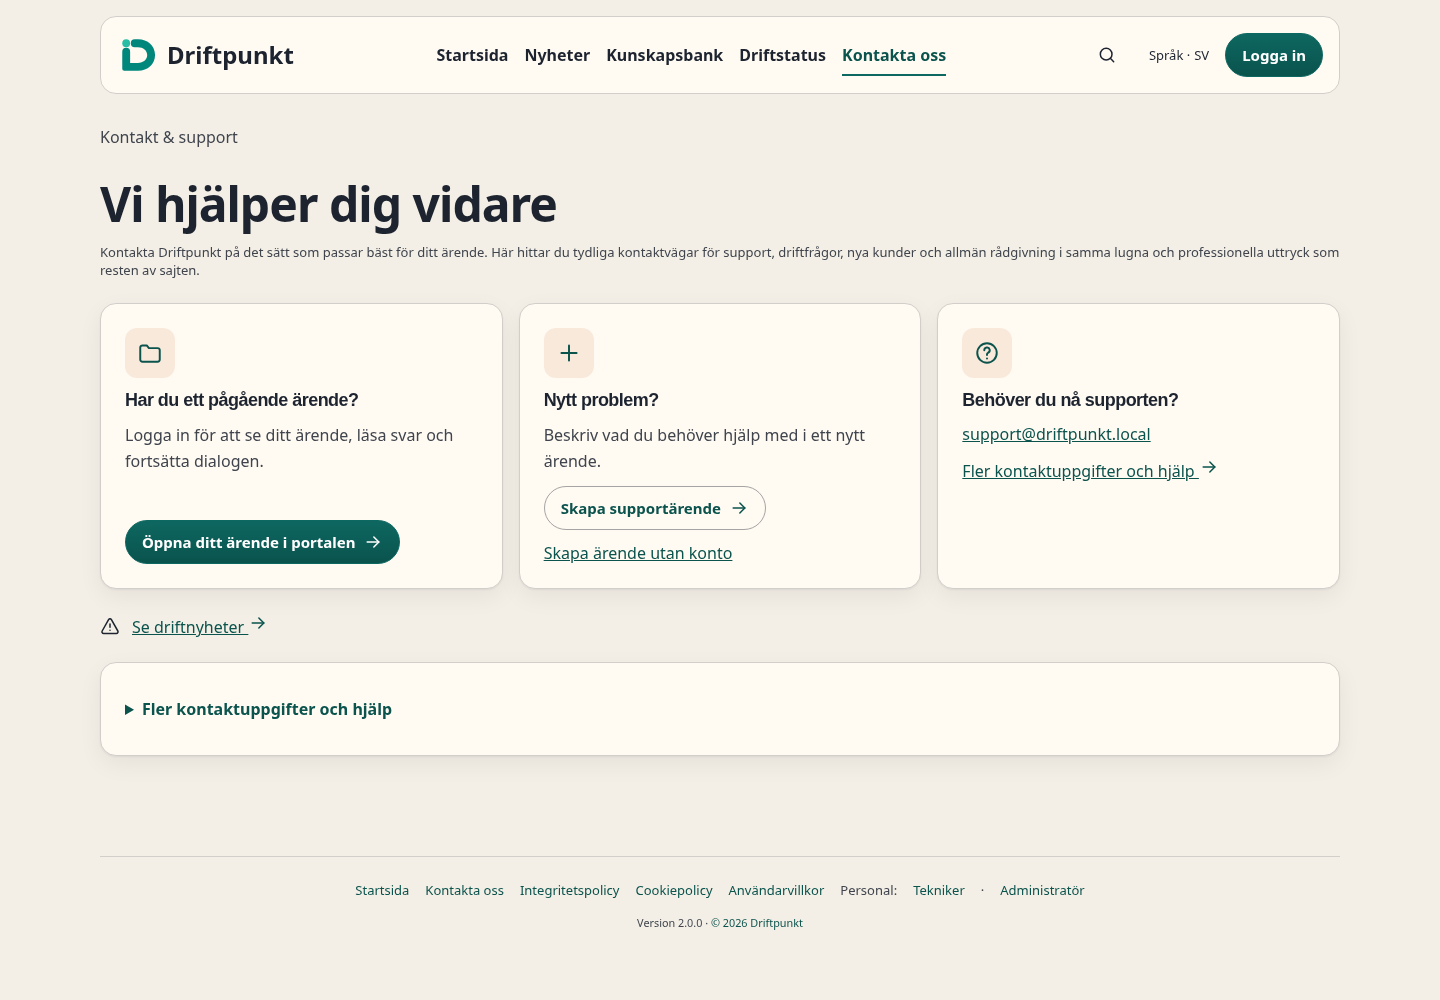 Driftpunkt
Startsida Nyheter Kunskapsbank Driftstatus Kontakta oss
Språk · SV
Logga in
Kontakt & support
Vi hjälper dig vidare
Kontakta Driftpunkt på det sätt som passar bäst för ditt ärende. Här hittar du tydliga kontaktvägar för support, driftfrågor, nya kunder och allmän rådgivning i samma lugna och professionella uttryck som
resten av sajten.
Har du ett pågående ärende?
Logga in för att se ditt ärende, läsa svar och
fortsätta dialogen.
Öppna ditt ärende i portalen →
Nytt problem?
Beskriv vad du behöver hjälp med i ett nytt
ärende.
Skapa supportärende →
Skapa ärende utan konto
Behöver du nå supporten?
support@driftpunkt.local
Fler kontaktuppgifter och hjälp →
Se driftnyheter →
Fler kontaktuppgifter och hjälp
Startsida Kontakta oss Integritetspolicy Cookiepolicy Användarvillkor Personal: Tekniker · Administratör
Version 2.0.0 · © 2026 Driftpunkt